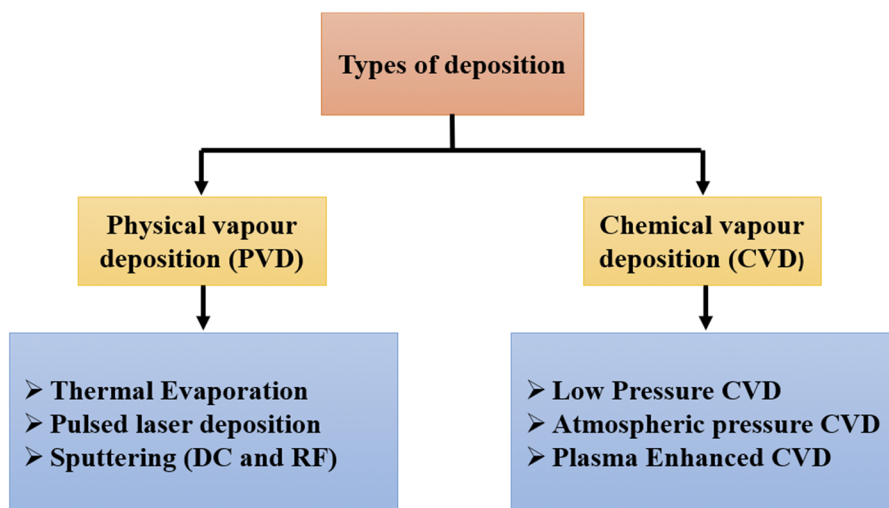 Types of deposition
Physical vapour
deposition (PVD)
Chemical vapour
deposition (CVD)
➢ Thermal Evaporation
➢ Pulsed laser deposition
➢ Sputtering (DC and RF)
➢ Low Pressure CVD
➢ Atmospheric pressure CVD
➢ Plasma Enhanced CVD